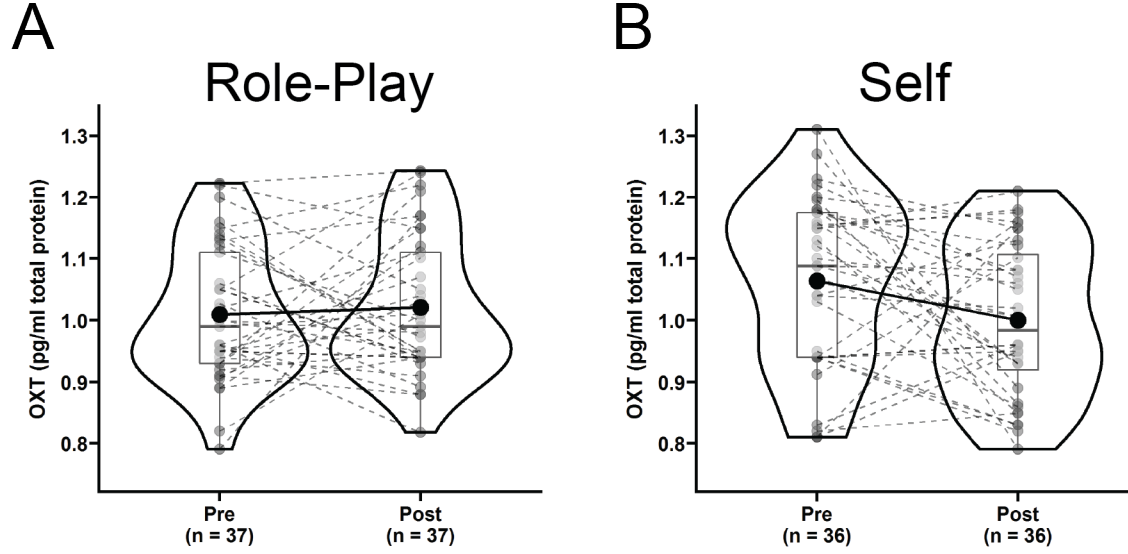 A
Role-Play
OXT (pg/ml total protein)
1.3
1.2
1.1
1.0
0.9
0.8
Pre
(n = 37)
Post
(n = 37)
B
Self
OXT (pg/ml total protein)
1.3
1.2
1.1
1.0
0.9
0.8
Pre
(n = 36)
Post
(n = 36)